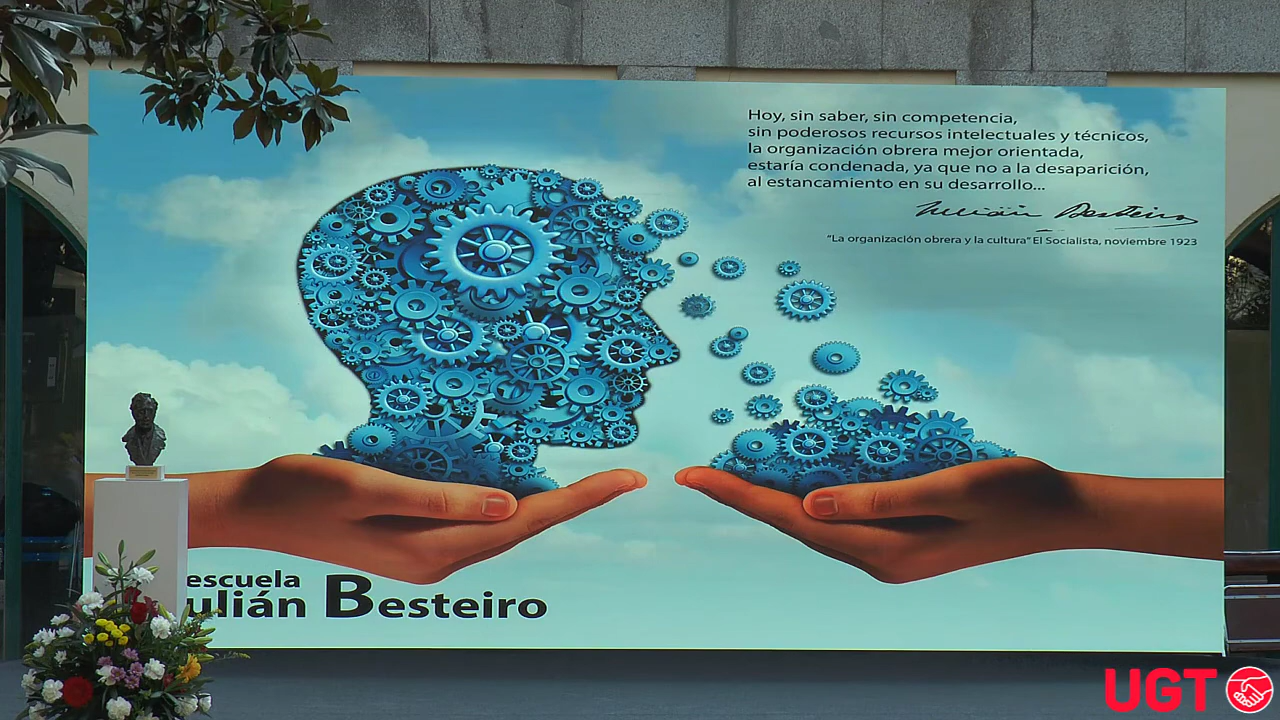 Hoy, sin saber, sin competencia,
sin poderosos recursos intelectuales y técnicos,
la organización obrera mejor orientada,
estaría condenada, ya que no a la desaparición,
al estancamiento en su desarrollo...
Julián Besteiro
"La organización obrera y la cultura" El Socialista, noviembre 1923
escuela
ulián Besteiro
UGT